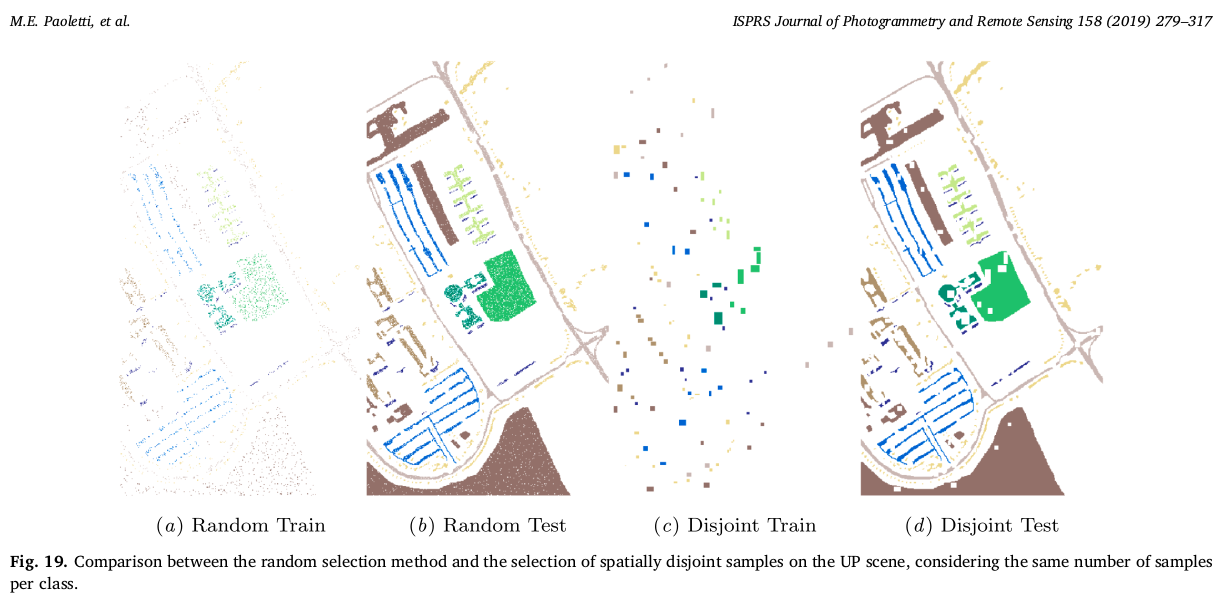 M.E. Paoletti, et al.
ISPRS Journal of Photogrammetry and Remote Sensing 158 (2019) 279–317
(a) Random Train
(b) Random Test
(c) Disjoint Train
(d) Disjoint Test
Fig. 19. Comparison between the random selection method and the selection of spatially disjoint samples on the UP scene, considering the same number of samples
per class.